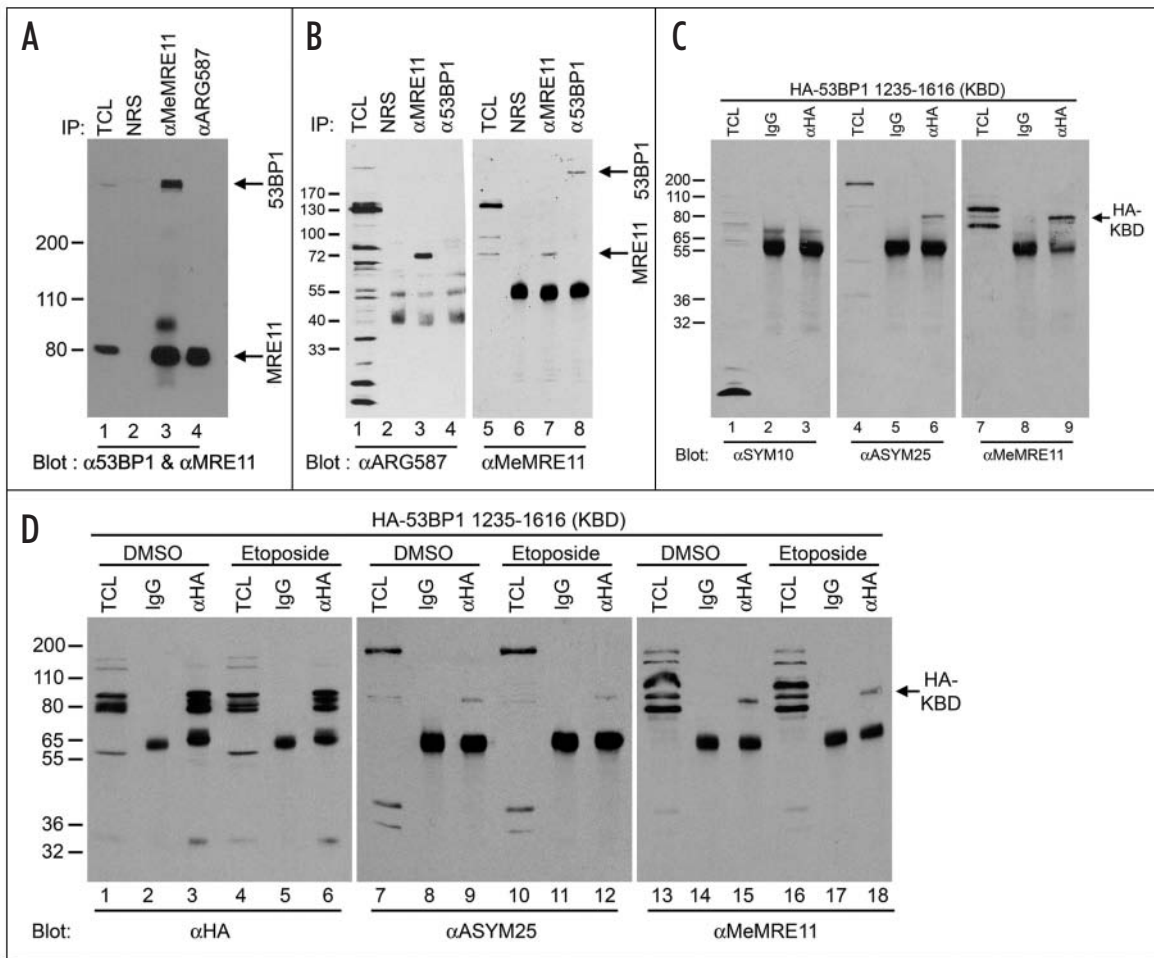 A
IP: TCL NRS αMeMRE11 αARG587
53BP1
200
110
80
MRE11
1 2 3 4
Blot : α53BP1 & αMRE11
B
IP: TCL NRS αMRE11 α53BP1 TCL NRS αMRE11 α53BP1
53BP1
170
130
100
72
MRE11
55
40
33
1 2 3 4 5 6 7 8
Blot : αARG587 αMeMRE11
C
HA-53BP1 1235-1616 (KBD)
TCL IgG αHA TCL IgG αHA TCL IgG αHA
200
110
80
HA-
KBD
65
55
36
32
1 2 3 4 5 6 7 8 9
Blot: αSYM10 αASYM25 αMeMRE11
D
HA-53BP1 1235-1616 (KBD)
DMSO Etoposide DMSO Etoposide DMSO Etoposide
TCL IgG αHA TCL IgG αHA TCL IgG αHA TCL IgG αHA TCL IgG αHA TCL IgG αHA
200
110
80
HA-
KBD
65
55
36
32
1 2 3 4 5 6 7 8 9 10 11 12 13 14 15 16 17 18
Blot: αHA αASYM25 αMeMRE11